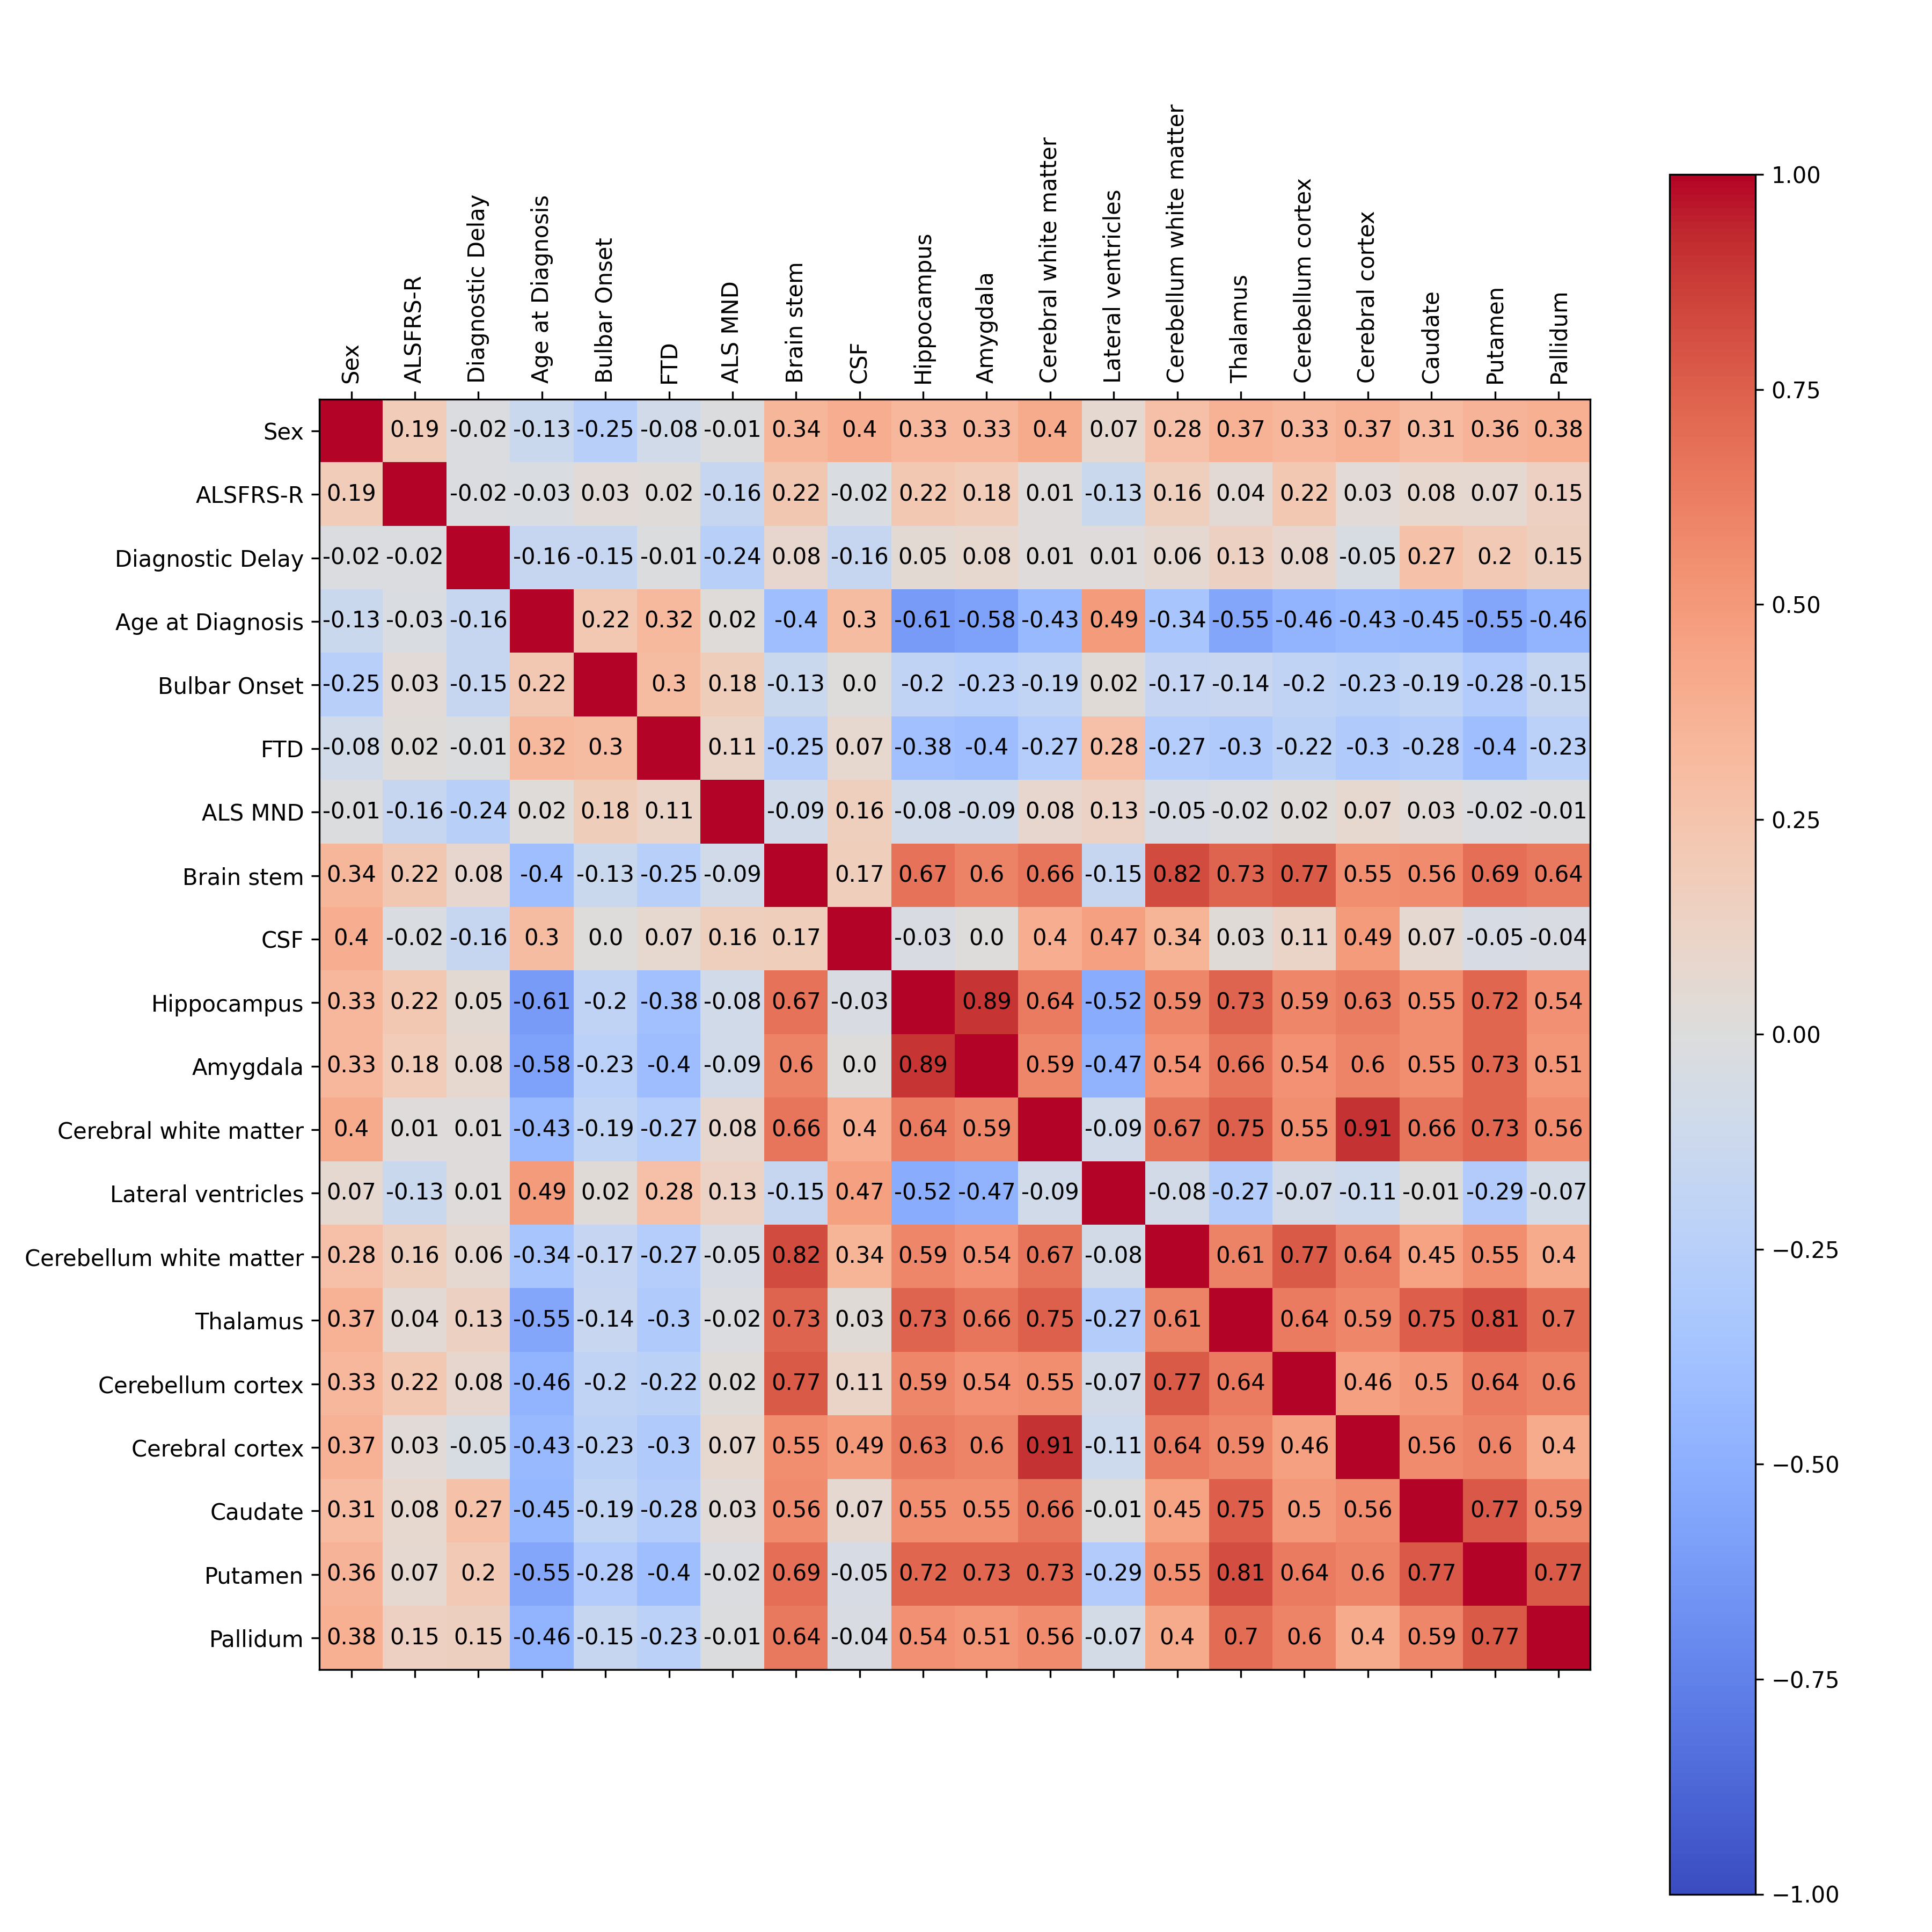 Sex
ALSFRS-R
Diagnostic Delay
Age at Diagnosis
Bulbar Onset
FTD
ALS MND
Brain stem
CSF
Hippocampus
Amygdala
Cerebral white matter
Lateral ventricles
Cerebellum white matter
Thalamus
Cerebellum cortex
Cerebral cortex
Caudate
Putamen
Pallidum
Sex 0.19 -0.02 -0.13 -0.25 -0.08 -0.01 0.34 0.4 0.33 0.33 0.4 0.07 0.28 0.37 0.33 0.37 0.31 0.36 0.38
ALSFRS-R 0.19 -0.02 -0.03 0.03 0.02 -0.16 0.22 -0.02 0.22 0.18 0.01 -0.13 0.16 0.04 0.22 0.03 0.08 0.07 0.15
Diagnostic Delay -0.02 -0.02 -0.16 -0.15 -0.01 -0.24 0.08 -0.16 0.05 0.08 0.01 0.01 0.06 0.13 0.08 -0.05 0.27 0.2 0.15
Age at Diagnosis -0.13 -0.03 -0.16 0.22 0.32 0.02 -0.4 0.3 -0.61 -0.58 -0.43 0.49 -0.34 -0.55 -0.46 -0.43 -0.45 -0.55 -0.46
Bulbar Onset -0.25 0.03 -0.15 0.22 0.3 0.18 -0.13 0.0 -0.2 -0.23 -0.19 0.02 -0.17 -0.14 -0.2 -0.23 -0.19 -0.28 -0.15
FTD -0.08 0.02 -0.01 0.32 0.3 0.11 -0.25 0.07 -0.38 -0.4 -0.27 0.28 -0.27 -0.3 -0.22 -0.3 -0.28 -0.4 -0.23
ALS MND -0.01 -0.16 -0.24 0.02 0.18 0.11 -0.09 0.16 -0.08 -0.09 0.08 0.13 -0.05 -0.02 0.02 0.07 0.03 -0.02 -0.01
Brain stem 0.34 0.22 0.08 -0.4 -0.13 -0.25 -0.09 0.17 0.67 0.6 0.66 -0.15 0.82 0.73 0.77 0.55 0.56 0.69 0.64
CSF 0.4 -0.02 -0.16 0.3 0.0 0.07 0.16 0.17 -0.03 0.0 0.4 0.47 0.34 0.03 0.11 0.49 0.07 -0.05 -0.04
Hippocampus 0.33 0.22 0.05 -0.61 -0.2 -0.38 -0.08 0.67 -0.03 0.89 0.64 -0.52 0.59 0.73 0.59 0.63 0.55 0.72 0.54
Amygdala 0.33 0.18 0.08 -0.58 -0.23 -0.4 -0.09 0.6 0.0 0.89 0.59 -0.47 0.54 0.66 0.54 0.6 0.55 0.73 0.51
Cerebral white matter 0.4 0.01 0.01 -0.43 -0.19 -0.27 0.08 0.66 0.4 0.64 0.59 -0.09 0.67 0.75 0.55 0.91 0.66 0.73 0.56
Lateral ventricles 0.07 -0.13 0.01 0.49 0.02 0.28 0.13 -0.15 0.47 -0.52 -0.47 -0.09 -0.08 -0.27 -0.07 -0.11 -0.01 -0.29 -0.07
Cerebellum white matter 0.28 0.16 0.06 -0.34 -0.17 -0.27 -0.05 0.82 0.34 0.59 0.54 0.67 -0.08 0.61 0.77 0.64 0.45 0.55 0.4
Thalamus 0.37 0.04 0.13 -0.55 -0.14 -0.3 -0.02 0.73 0.03 0.73 0.66 0.75 -0.27 0.61 0.64 0.59 0.75 0.81 0.7
Cerebellum cortex 0.33 0.22 0.08 -0.46 -0.2 -0.22 0.02 0.77 0.11 0.59 0.54 0.55 -0.07 0.77 0.64 0.46 0.5 0.64 0.6
Cerebral cortex 0.37 0.03 -0.05 -0.43 -0.23 -0.3 0.07 0.55 0.49 0.63 0.6 0.91 -0.11 0.64 0.59 0.46 0.56 0.6 0.4
Caudate 0.31 0.08 0.27 -0.45 -0.19 -0.28 0.03 0.56 0.07 0.55 0.55 0.66 -0.01 0.45 0.75 0.5 0.56 0.77 0.59
Putamen 0.36 0.07 0.2 -0.55 -0.28 -0.4 -0.02 0.69 -0.05 0.72 0.73 0.73 -0.29 0.55 0.81 0.64 0.6 0.77 0.77
Pallidum 0.38 0.15 0.15 -0.46 -0.15 -0.23 -0.01 0.64 -0.04 0.54 0.51 0.56 -0.07 0.4 0.7 0.6 0.4 0.59 0.77
1.00
0.75
0.50
0.25
0.00
−0.25
−0.50
−0.75
−1.00